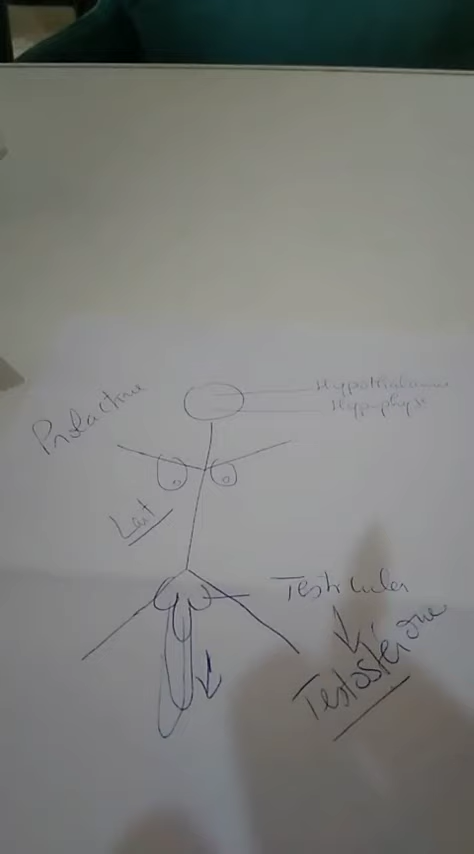 Hypothalamus
Hypophyse
Prolactine
Lait
Testicules
Testostérone